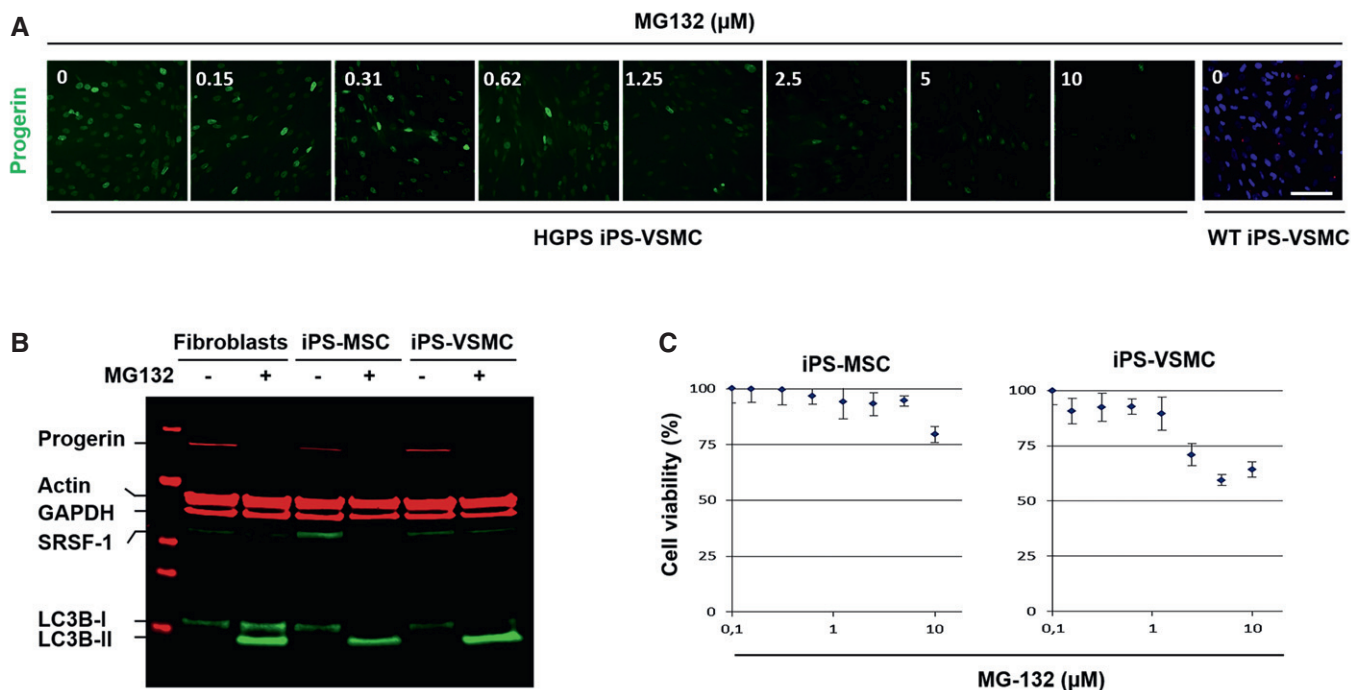 A
MG132 (µM)
Progerin
0 0.15 0.31 0.62 1.25 2.5 5 10 0
HGPS iPS-VSMC WT iPS-VSMC
B
Fibroblasts iPS-MSC iPS-VSMC
MG132 - + - + - +
Progerin
Actin
GAPDH
SRSF-1
LC3B-I
LC3B-II
C
iPS-MSC iPS-VSMC
Cell viability (%)
100 100
75 75
50 50
25 25
0 0
0,1 1 10 0,1 1 10
MG-132 (µM)